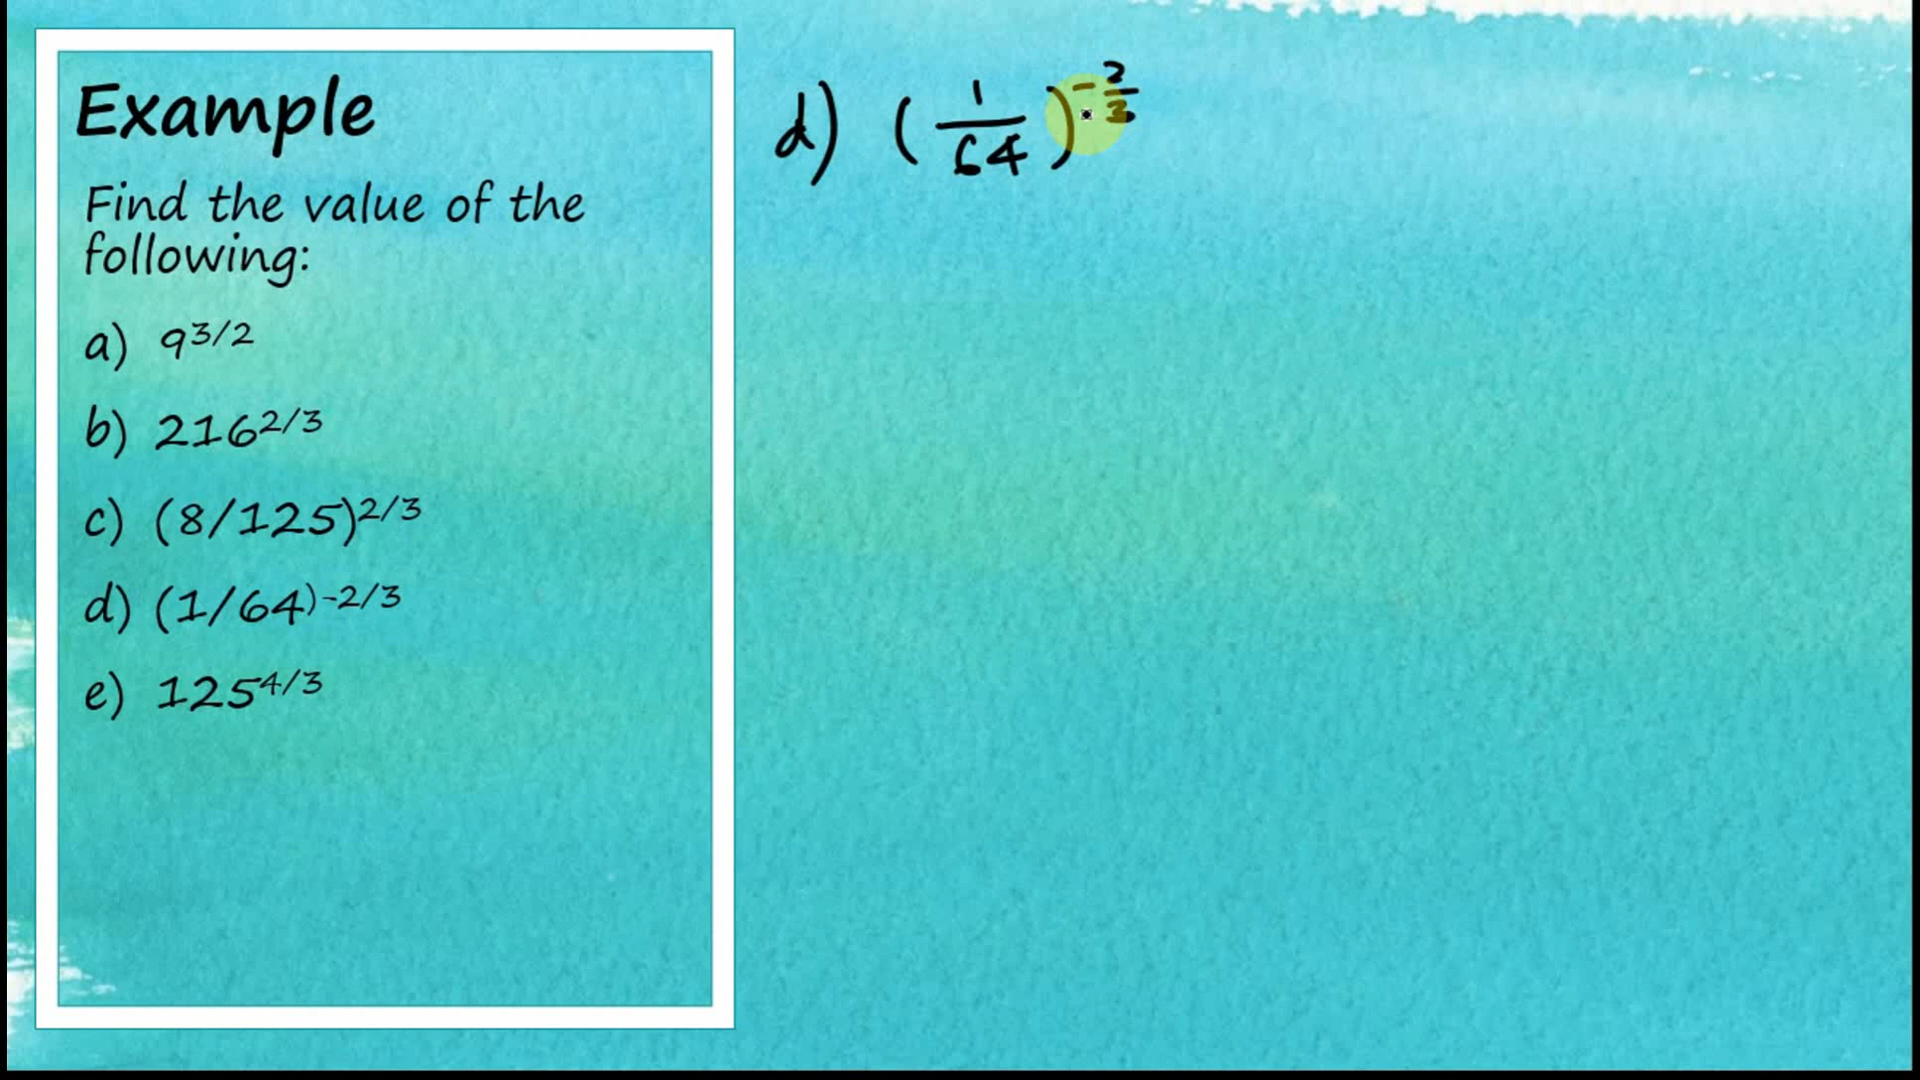 Example
Find the value of the
following:
a) 9^3/2
b) 216^2/3
c) (8/125)^2/3
d) (1/64)^-2/3
e) 125^4/3
d) (1/64)^-2/3